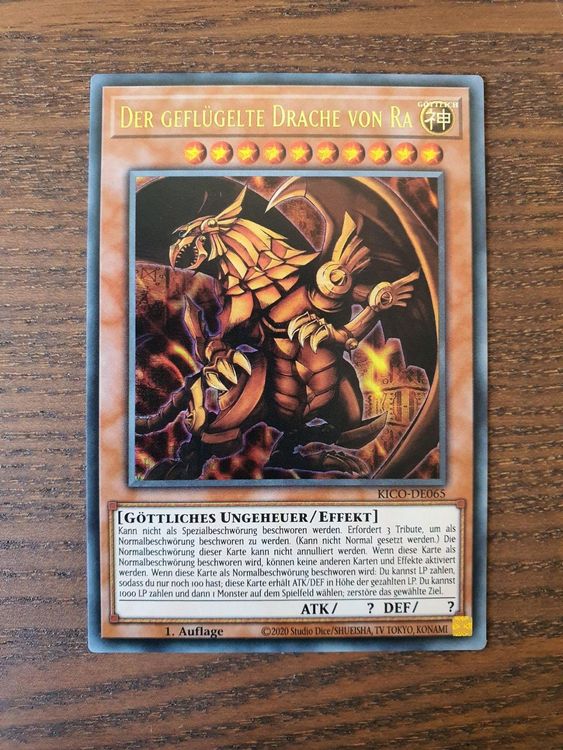 DER GEFLÜGELTE DRACHE VON RA
GÖTTLICH
神
KICO-DE065
[GÖTTLICHES UNGEHEUER/EFFEKT]
Kann nicht als Spezialbeschwörung beschworen werden. Erfordert 3 Tribute, um als
Normalbeschwörung beschworen zu werden. (Kann nicht Normal gesetzt werden.) Die
Normalbeschwörung dieser Karte kann nicht annulliert werden. Wenn diese Karte als
Normalbeschwörung beschworen wird, können keine anderen Karten und Effekte aktiviert
werden. Wenn diese Karte als Normalbeschwörung beschworen wird: Du kannst LP zahlen,
sodass du nur noch 100 hast; diese Karte erhält ATK/DEF in Höhe der gezahlten LP. Du kannst
1000 LP zahlen und dann 1 Monster auf dem Spielfeld wählen; zerstöre das gewählte Ziel.
ATK/ ? DEF/ ?
1. Auflage ©2020 Studio Dice/SHUEISHA, TV TOKYO, KONAMI